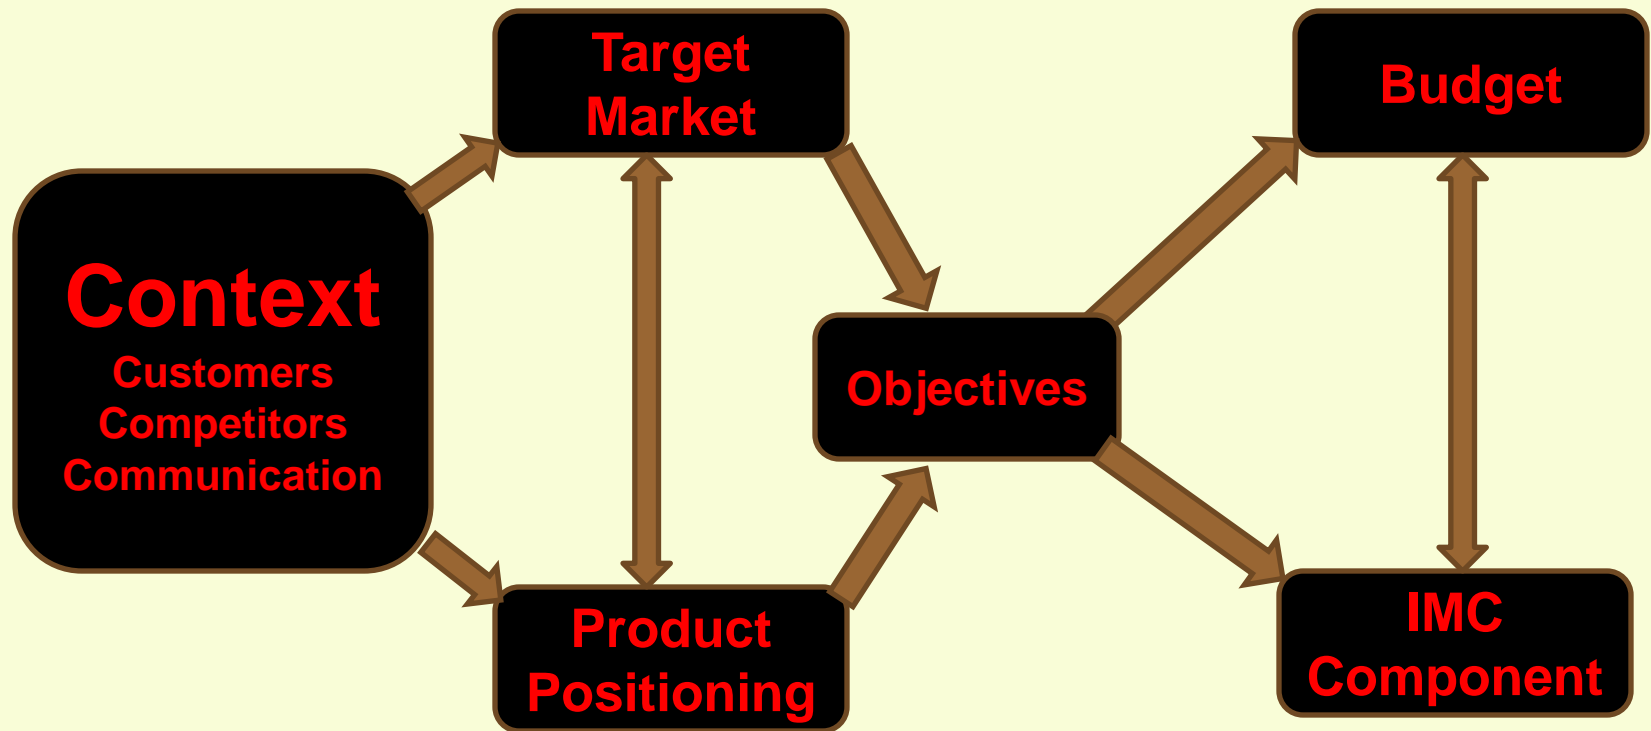 Context
Customers
Competitors
Communication
Target
Market
Product
Positioning
Objectives
Budget
IMC
Component